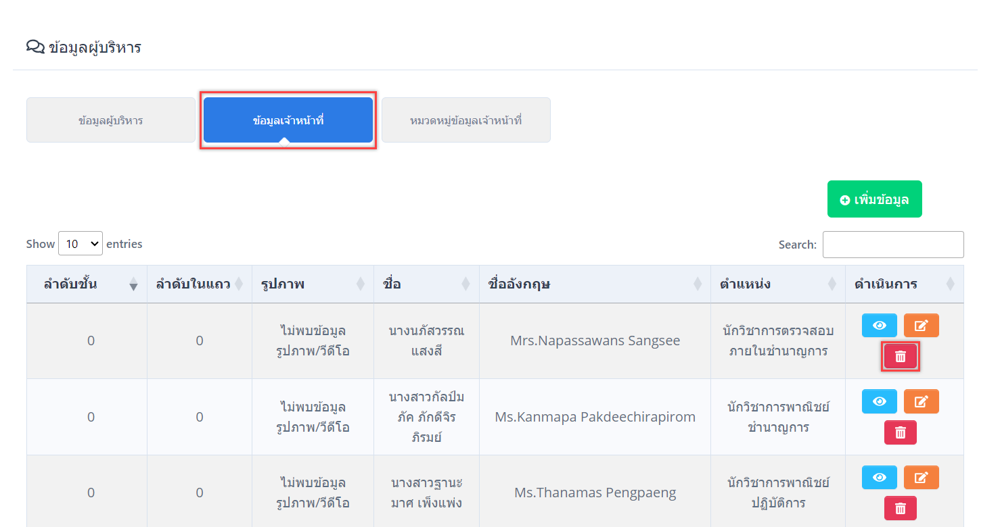 ข้อมูลผู้บริหาร
ข้อมูลผู้บริหาร
ข้อมูลเจ้าหน้าที่
หมวดหมู่ข้อมูลเจ้าหน้าที่
เพิ่มข้อมูล
Show 10 entries
Search:
ลำดับชั้น ลำดับในแถว รูปภาพ ชื่อ ชื่ออังกฤษ ตำแหน่ง ดำเนินการ
0
0
ไม่พบข้อมูล
รูปภาพ/วีดีโอ
นางนภัสวรรณ
แสงสี
Mrs.Napassawans Sangsee
นักวิชาการตรวจสอบ
ภายในชำนาญการ
0
0
ไม่พบข้อมูล
รูปภาพ/วีดีโอ
นางสาวกัลป์ม
ภัค ภักดีจิร
ภิรมย์
Ms.Kanmapa Pakdeechirapirom
นักวิชาการพาณิชย์
ชำนาญการ
0
0
ไม่พบข้อมูล
รูปภาพ/วีดีโอ
นางสาวฐานะ
มาศ เพ็งแพ่ง
Ms.Thanamas Pengpaeng
นักวิชาการพาณิชย์
ปฏิบัติการ